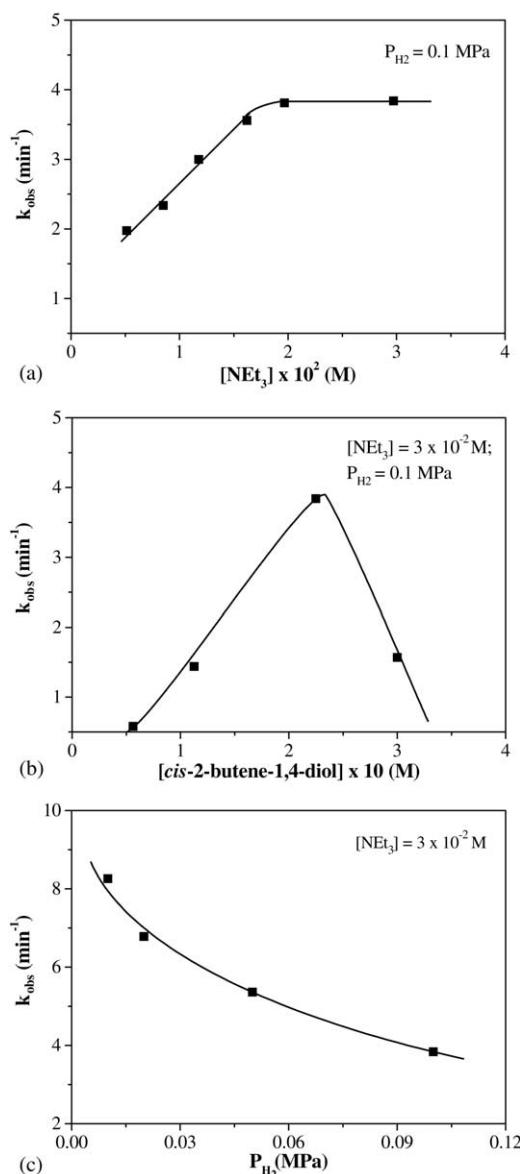 P_H2 = 0.1 MPa
5
4
3
2
1
k_obs (min⁻¹)
0 1 2 3 4
(a) [NEt₃] x 10² (M)
[NEt₃] = 3 x 10⁻² M;
P_H2 = 0.1 MPa
5
4
3
2
1
k_obs (min⁻¹)
0 1 2 3 4
(b) [cis-2-butene-1,4-diol] x 10 (M)
[NEt₃] = 3 x 10⁻² M
10
8
6
4
2
k_obs (min⁻¹)
0.00 0.03 0.06 0.09 0.12
(c) P_H₂(MPa)